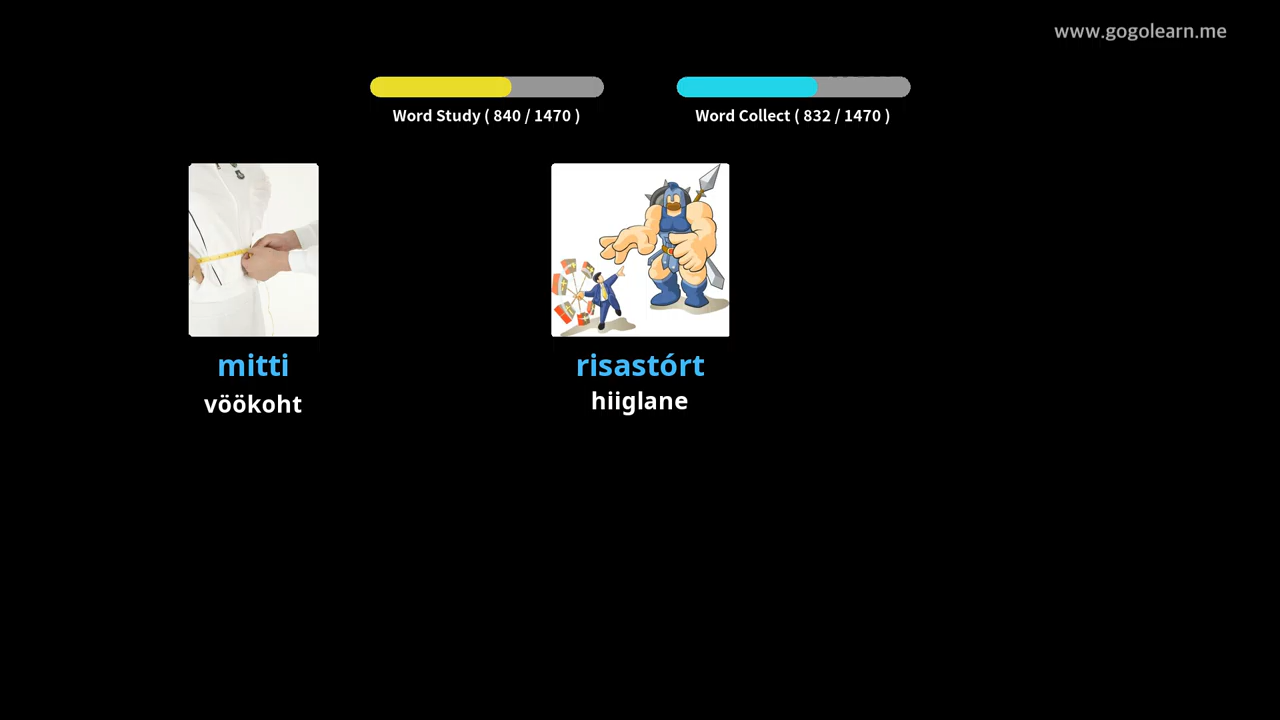 www.gogolearn.me
Word Study ( 840 / 1470 )
Word Collect ( 832 / 1470 )
mitti
vöökoht
risastórt
hiiglane